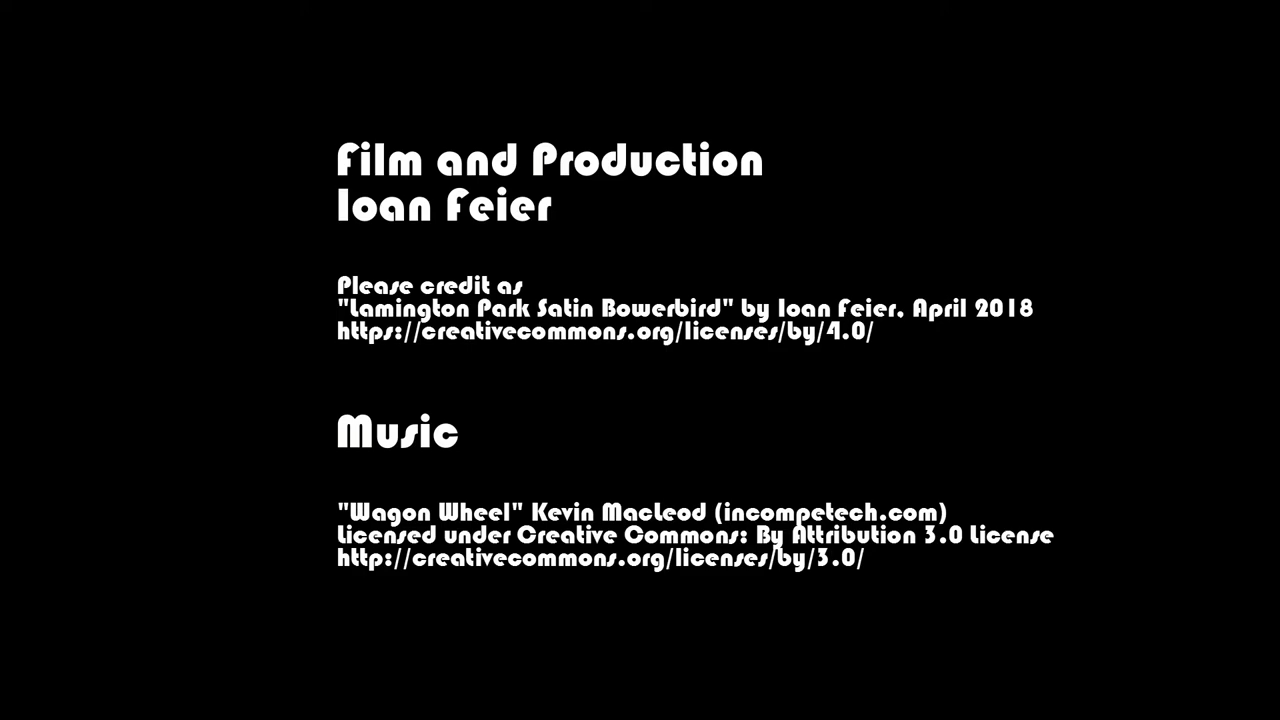 Film and Production
Ioan Feier
Please credit as
"Lamington Park Satin Bowerbird" by Ioan Feier, April 2018
https://creativecommons.org/licenses/by/4.0/
Music
"Wagon Wheel" Kevin MacLeod (incompetech.com)
Licensed under Creative Commons: By Attribution 3.0 License
http://creativecommons.org/licenses/by/3.0/